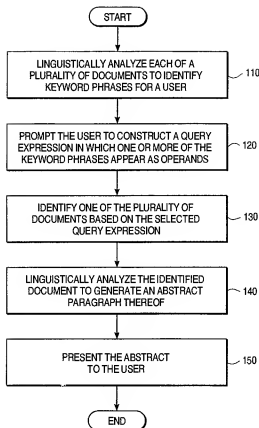 START
LINGUISTICALLY ANALYZE EACH OF A
PLURALITY OF DOCUMENTS TO IDENTIFY
KEYWORD PHRASES FOR A USER
110
PROMPT THE USER TO CONSTRUCT A QUERY
EXPRESSION IN WHICH ONE OR MORE OF THE
KEYWORD PHRASES APPEAR AS OPERANDS
120
IDENTIFY ONE OF THE PLURALITY OF
DOCUMENTS BASED ON THE SELECTED
QUERY EXPRESSION
130
LINGUISTICALLY ANALYZE THE IDENTIFIED
DOCUMENT TO GENERATE AN ABSTRACT
PARAGRAPH THEREOF
140
PRESENT THE ABSTRACT
TO THE USER
150
END